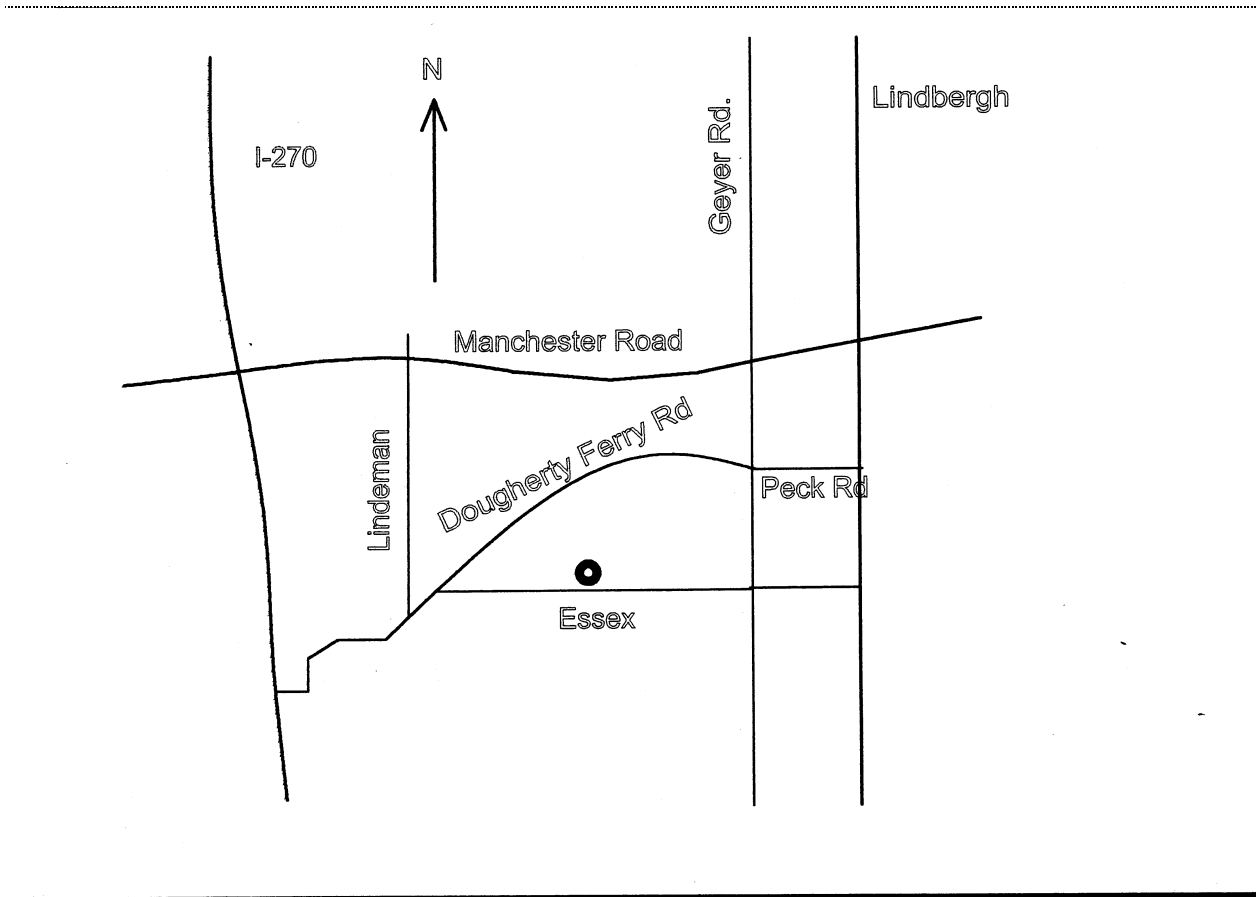 N
Lindbergh
Geyer Rd.
I-270
Manchester Road
Dougherty Ferry Rd
Lindeman
Peck Rd
Essex